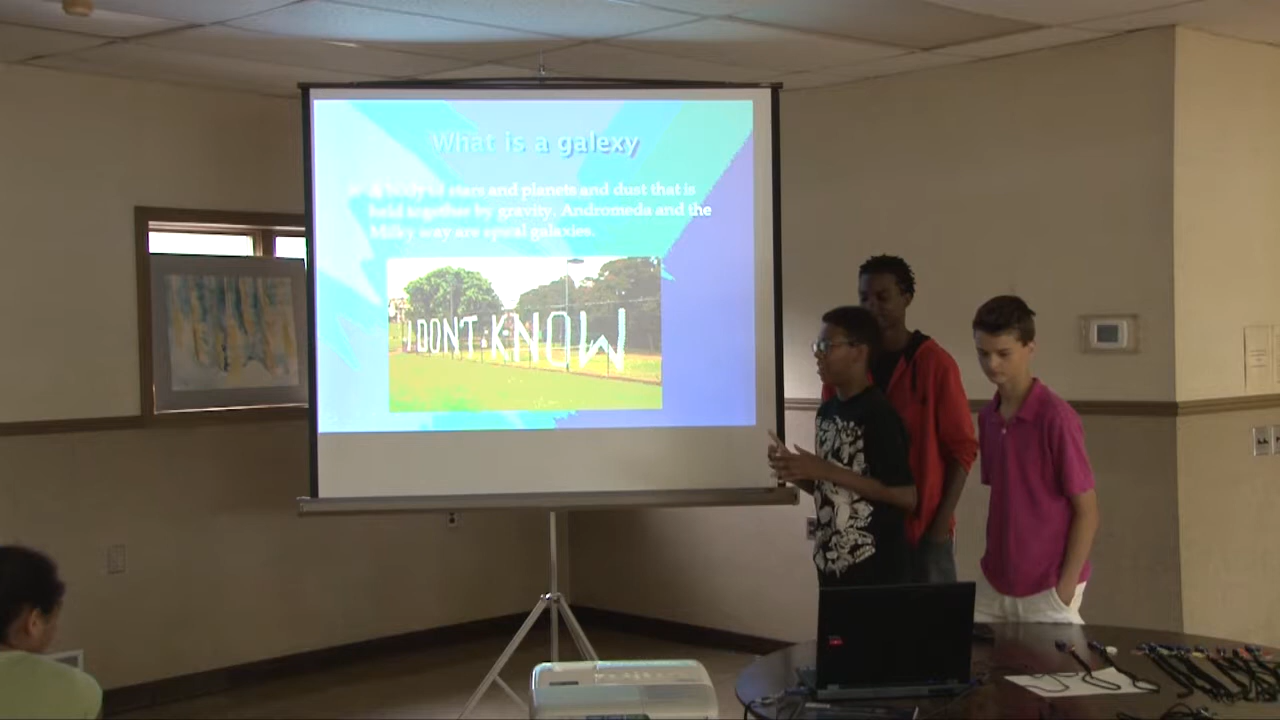 What is a galexy
A body of stars and planets and dust that is
held together by gravity. Andromeda and the
Milky way are spiral galaxies.
I DON'T KNOW